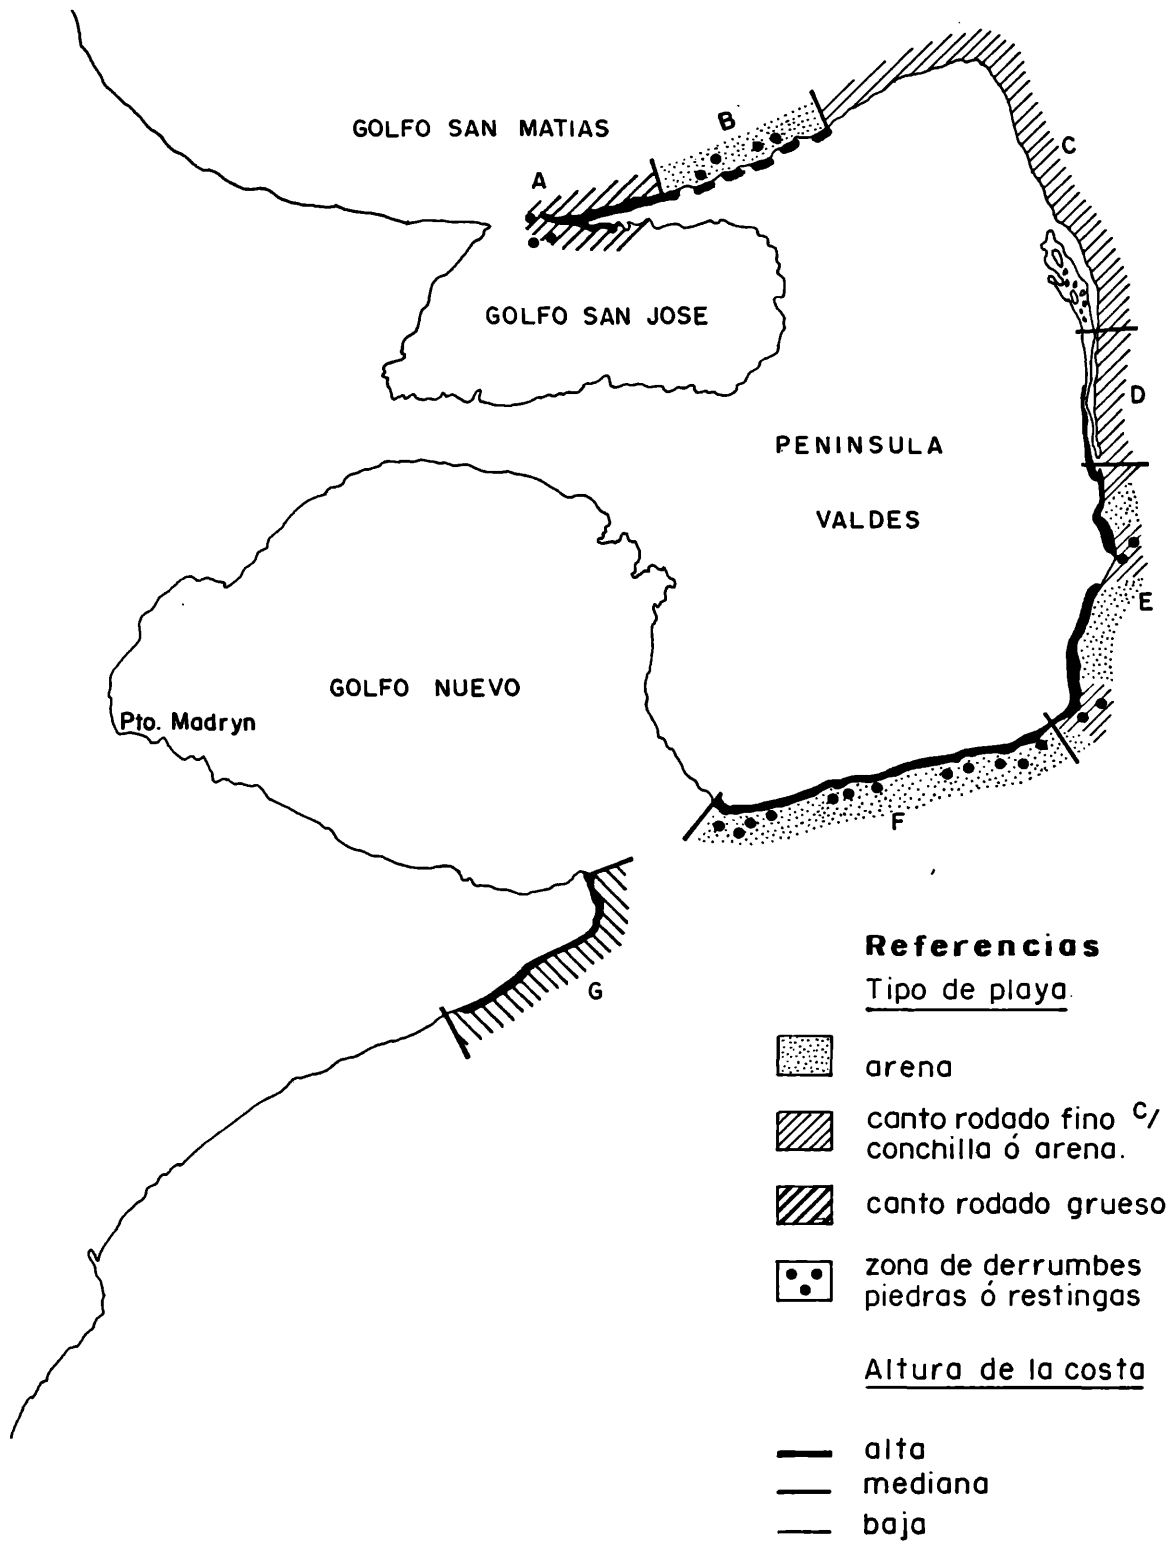 GOLFO SAN MATIAS
A
B
C
GOLFO SAN JOSE
D
PENINSULA
VALDES
E
GOLFO NUEVO
Pto. Madryn
F
G
Referencias
Tipo de playa
arena
canto rodado fino c/
conchilla ó arena.
canto rodado grueso
zona de derrumbes
piedras ó restingas
Altura de la costa
alta
mediana
baja